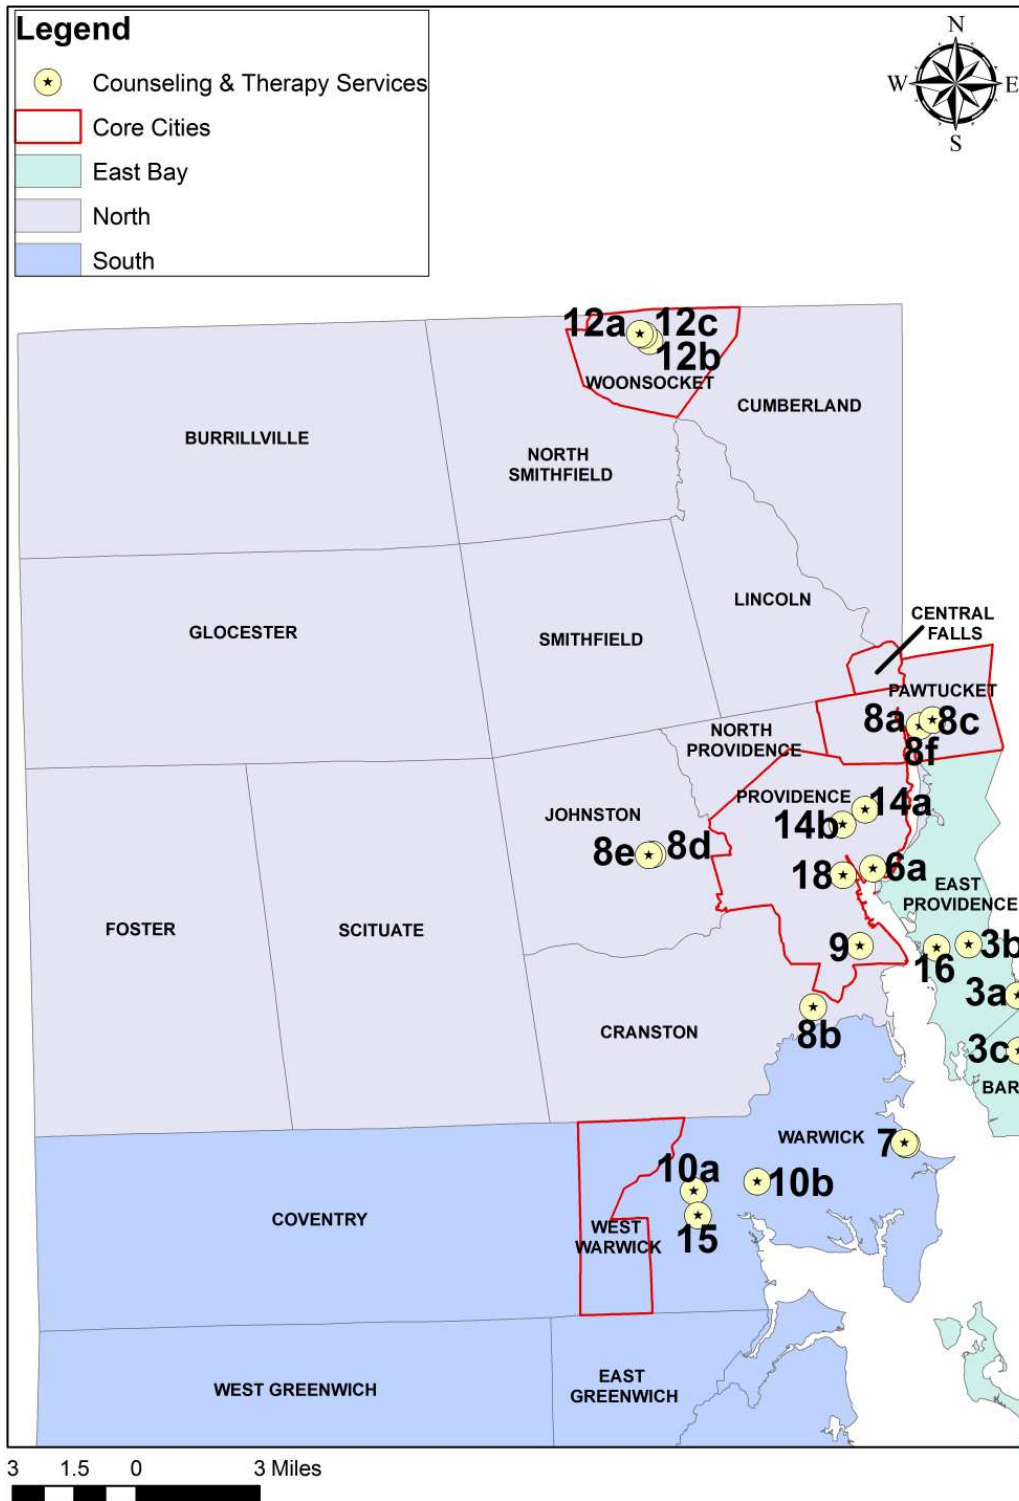 Legend
Counseling & Therapy Services
Core Cities
East Bay
North
South
N
W
E
S
12a
12c
12b
WOONSOCKET
CUMBERLAND
BURRILLVILLE
NORTH
SMITHFIELD
LINCOLN
CENTRAL
FALLS
GLOCESTER
SMITHFIELD
PAWTUCKET
8a
8c
8f
NORTH
PROVIDENCE
PROVIDENCE
14a
14b
JOHNSTON
8e
8d
18
6a
EAST
PROVIDENCE
FOSTER
SCITUATE
9
16
3b
3a
8b
CRANSTON
3c
BAR
WARWICK
7
10a
10b
COVENTRY
WEST
WARWICK
15
WEST GREENWICH
EAST
GREENWICH
3 1.5 0 3 Miles